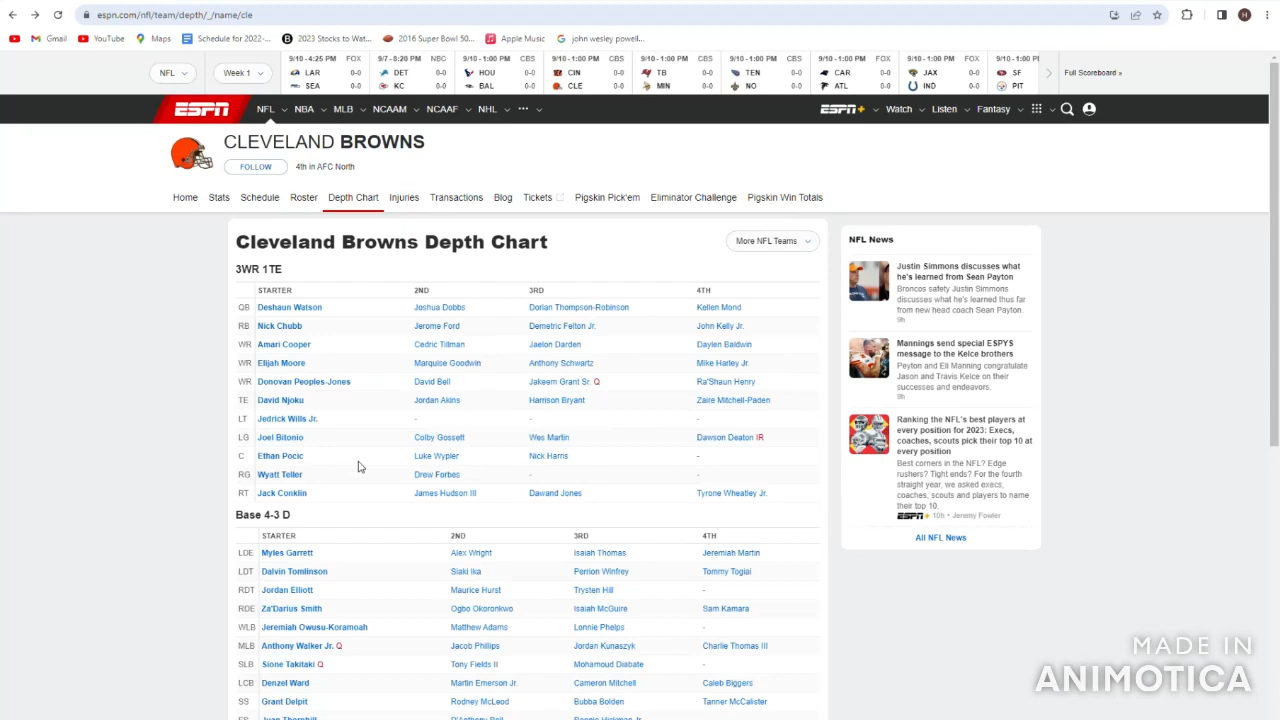 espn.com/nfl/team/depth/_/name/cle
Gmail YouTube Maps Schedule for 2022-... 2023 Stocks to Wat... 2016 Super Bowl 50... Apple Music john wesley powell...
9/10 - 4:25 PM FOX 9/7 - 8:20 PM NBC 9/10 - 1:00 PM CBS 9/10 - 1:00 PM CBS 9/10 - 1:00 PM CBS 9/10 - 1:00 PM CBS 9/10 - 1:00 PM FOX 9/10 - 1:00 PM FOX 9/10 - 1:00 PI
NFL Week 1 LAR 0-0 DET 0-0 HOU 0-0 CIN 0-0 TB 0-0 TEN 0-0 CAR 0-0 JAX 0-0 SF Full Scoreboard »
SEA 0-0 KC 0-0 BAL 0-0 CLE 0-0 MIN 0-0 NO 0-0 ATL 0-0 IND 0-0 PIT
ESPN NFL NBA MLB NCAAM NCAAF NHL ••• ESPN+ Watch Listen Fantasy
CLEVELAND BROWNS
FOLLOW 4th in AFC North
Home Stats Schedule Roster Depth Chart Injuries Transactions Blog Tickets Pigskin Pick'em Eliminator Challenge Pigskin Win Totals
Cleveland Browns Depth Chart
More NFL Teams
3WR 1TE
STARTER 2ND 3RD 4TH
QB Deshaun Watson Joshua Dobbs Dorian Thompson-Robinson Kellen Mond
RB Nick Chubb Jerome Ford Demetric Felton Jr. John Kelly Jr.
WR Amari Cooper Cedric Tillman Jaelon Darden Daylen Baldwin
WR Elijah Moore Marquise Goodwin Anthony Schwartz Mike Harley Jr.
WR Donovan Peoples-Jones David Bell Jakeem Grant Sr. Q Ra'Shaun Henry
TE David Njoku Jordan Akins Harrison Bryant Zaire Mitchell-Paden
LT Jedrick Wills Jr. - - -
LG Joel Bitonio Colby Gossett Wes Martin Dawson Deaton IR
C Ethan Pocic Luke Wypler Nick Harris -
RG Wyatt Teller Drew Forbes - -
RT Jack Conklin James Hudson III Dawand Jones Tyrone Wheatley Jr.
Base 4-3 D
STARTER 2ND 3RD 4TH
LDE Myles Garrett Alex Wright Isaiah Thomas Jeremiah Martin
LDT Dalvin Tomlinson Siaki Ika Perrion Winfrey Tommy Togiai
RDT Jordan Elliott Maurice Hurst Trysten Hill -
RDE Za'Darius Smith Ogbo Okoronkwo Isaiah McGuire Sam Kamara
WLB Jeremiah Owusu-Koramoah Matthew Adams Lonnie Phelps -
MLB Anthony Walker Jr. Q Jacob Phillips Jordan Kunaszyk Charlie Thomas III
SLB Sione Takitaki Q Tony Fields II Mohamoud Diabate -
LCB Denzel Ward Martin Emerson Jr. Cameron Mitchell Caleb Biggers
SS Grant Delpit Rodney McLeod Bubba Bolden Tanner McCalister
FS Juan Thornhill D'Anthony Bell Ronnie Hickman Jr.
NFL News
Justin Simmons discusses what
he's learned from Sean Payton
Broncos safety Justin Simmons
discusses what he's learned thus far
from new head coach Sean Payton.
9h
Mannings send special ESPYS
message to the Kelce brothers
Peyton and Eli Manning congratulate
Jason and Travis Kelce on their
successes and endeavors.
9h
Ranking the NFL's best players at
every position for 2023: Execs,
coaches, scouts pick their top 10 at
every position
Best corners in the NFL? Edge
rushers? Tight ends? For the fourth
straight year, we asked execs,
coaches, scouts and players to name
their top 10.
ESPN+ 10h • Jeremy Fowler
All NFL News
MADE IN
ANIMOTICA